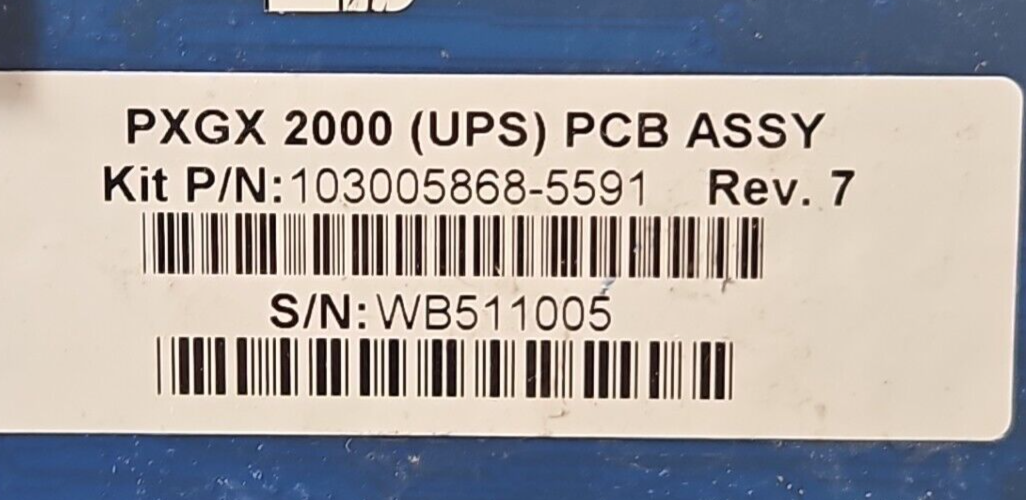 PXGX 2000 (UPS) PCB ASSY
Kit P/N:103005868-5591 Rev. 7
S/N:WB511005